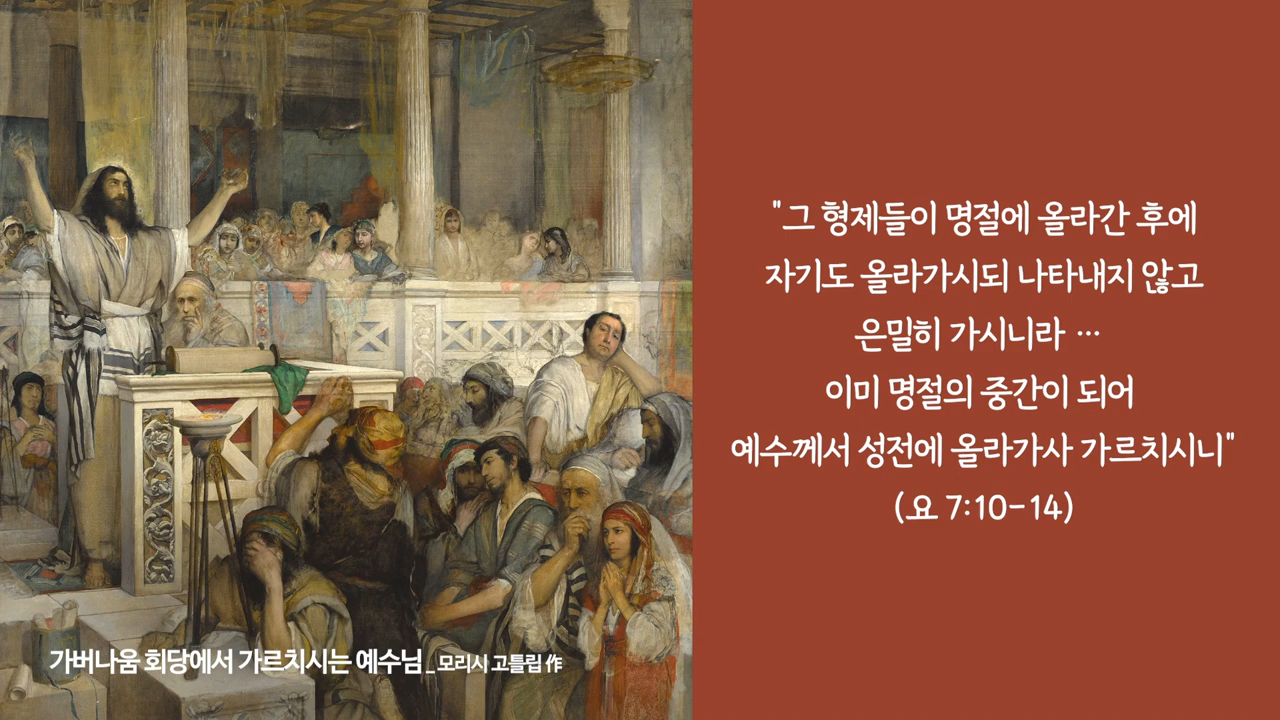 "그 형제들이 명절에 올라간 후에
자기도 올라가시되 나타내지 않고
은밀히 가시니라 …
이미 명절의 중간이 되어
예수께서 성전에 올라가사 가르치시니"
(요 7:10-14)
가버나움 회당에서 가르치시는 예수님_모리시 고틀립 作